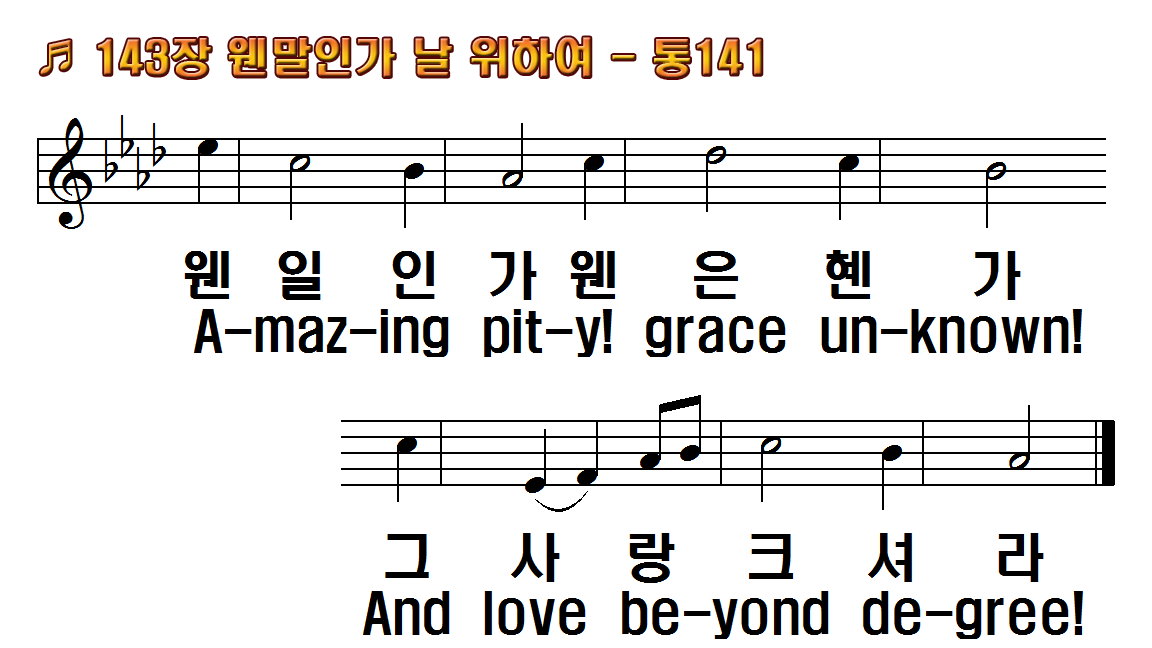 ♬ 143장 웬말인가 날 위하여 - 통141
웬 일 인 가 웬 은 혠 가
A-maz-ing pit-y! grace un-known!
그 사 랑 크 셔 라
And love be-yond de-gree!